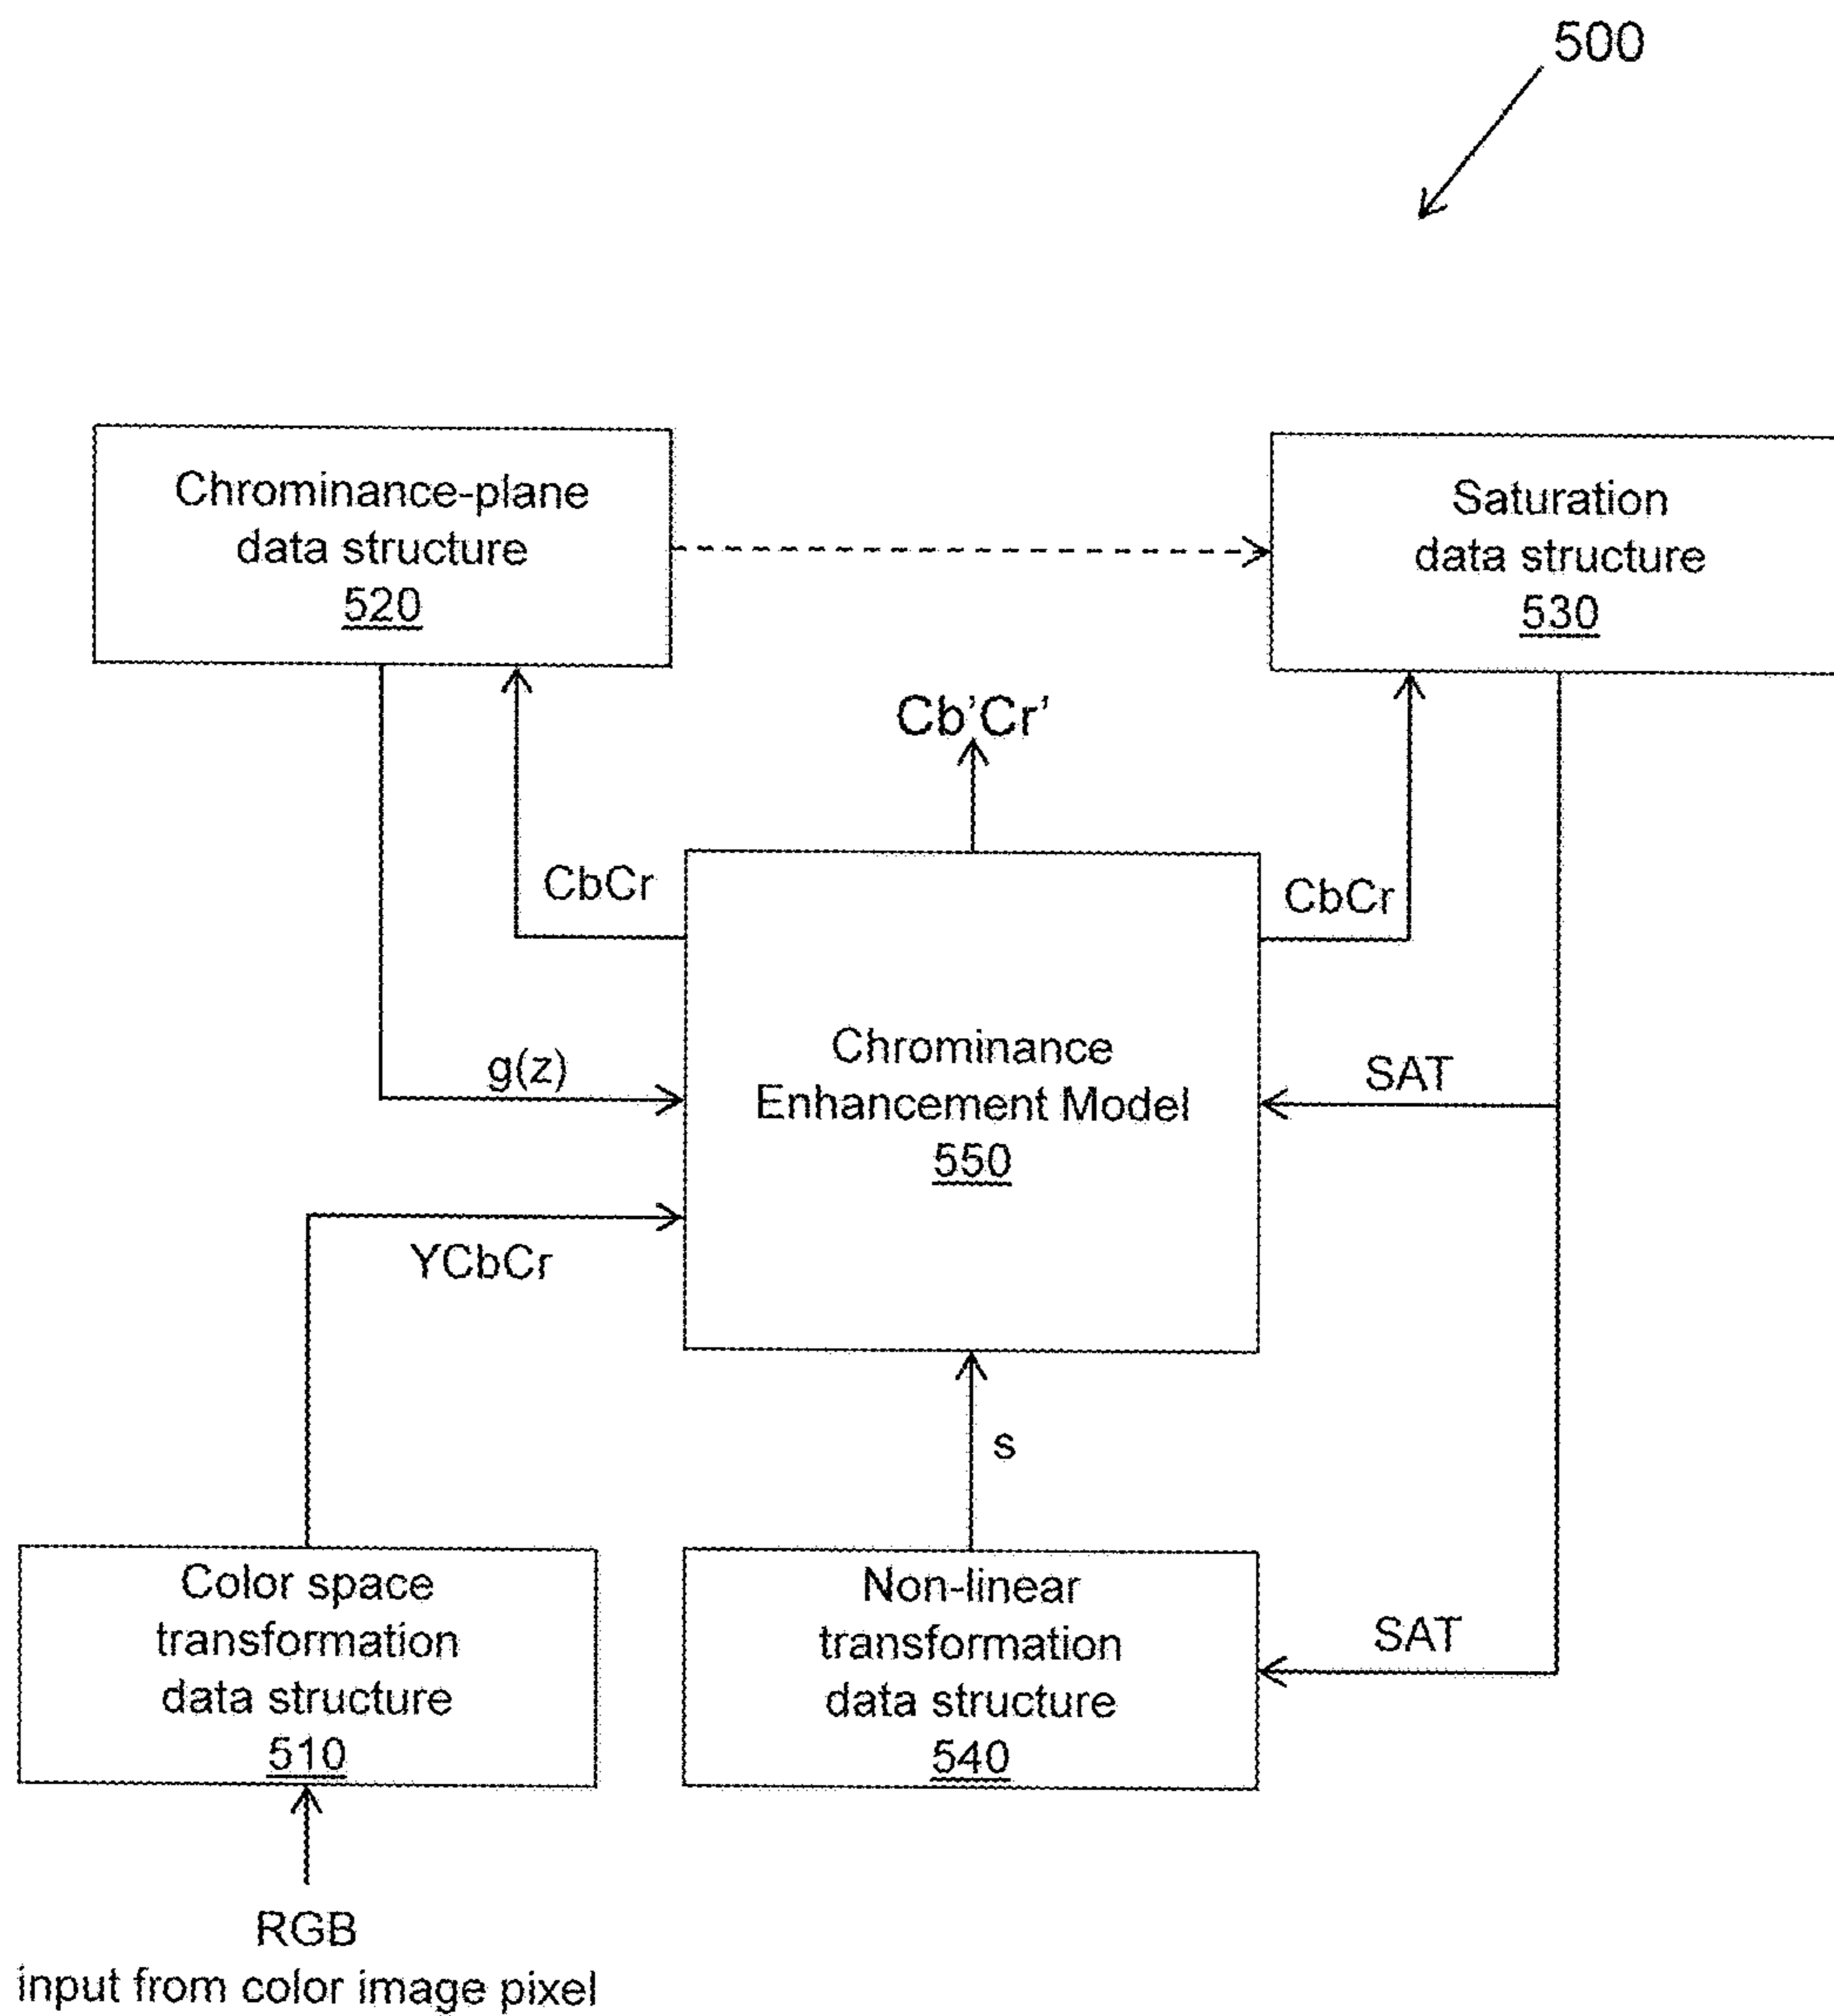 500
Chrominance-plane
data structure
520
Saturation
data structure
530
Cb’Cr’
CbCr
CbCr
g(z)
Chrominance
Enhancement Model
550
SAT
YCbCr
s
Color space
transformation
data structure
510
Non-linear
transformation
data structure
540
SAT
RGB
input from color image pixel